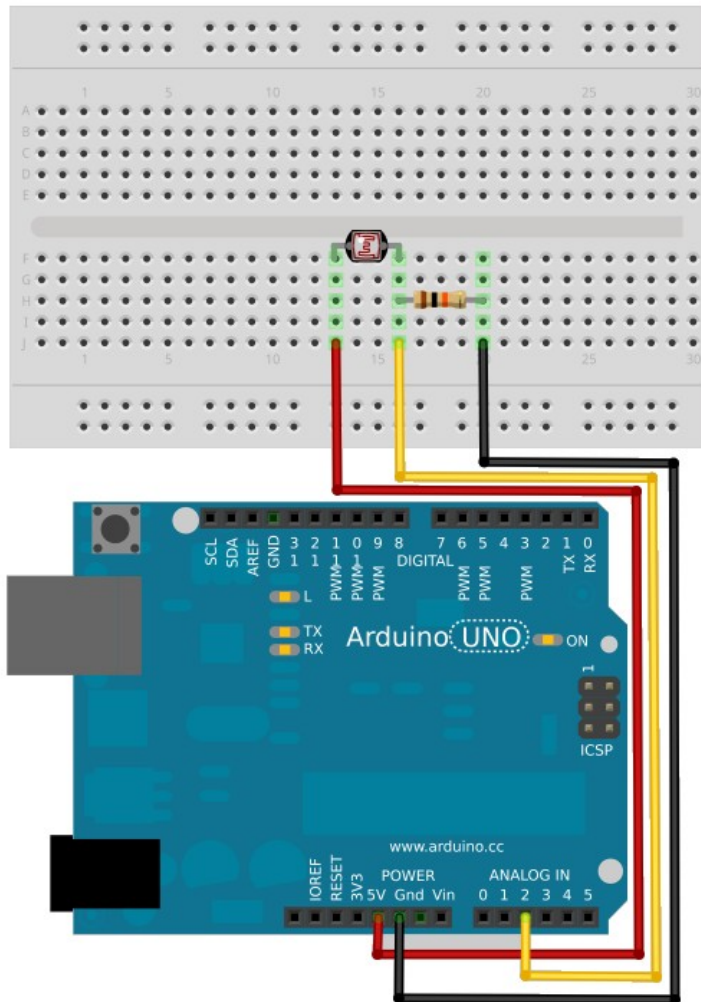 1 5 10 15 20 25 30
A
B
C
D
E
F
G
H
I
J
1 5 10 15 20 25 30
SCL
SDA
AREF
GND
13
12
PWM 11
PWM 10
PWM 9
8
DIGITAL
7
PWM 6
PWM 5
4
PWM 3
2
TX 1
RX 0
L
TX
RX
Arduino UNO
ON
1
ICSP
www.arduino.cc
POWER
ANALOG IN
IOREF
RESET
3V3
5V Gnd Vin
0 1 2 3 4 5